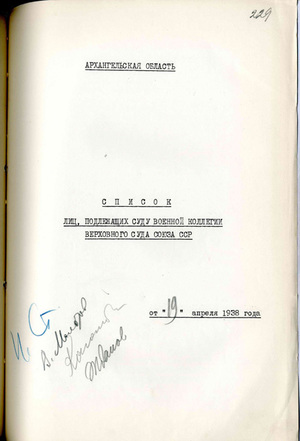 229
АРХАНГЕЛЬСКАЯ ОБЛАСТЬ
С П И С О К
ЛИЦ, ПОДЛЕЖАЩИХ СУДУ ВОЕННОЙ КОЛЛЕГИИ
ВЕРХОВНОГО СУДА СОЮЗА ССР
от "19" апреля 1938 года
И. Ст
В. Молотов
Каганович
Жданов